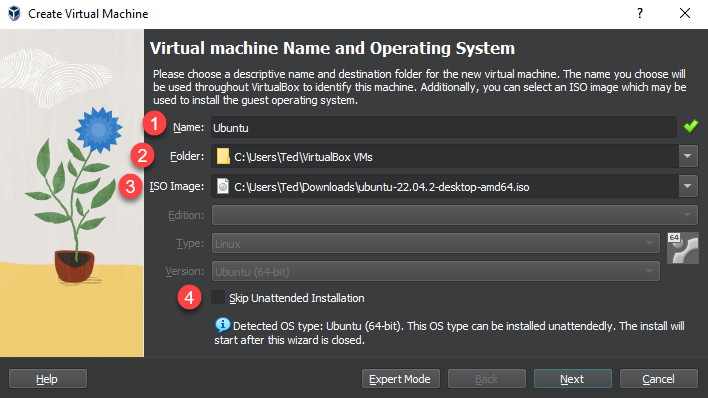 Create Virtual Machine
? ×
Virtual machine Name and Operating System
Please choose a descriptive name and destination folder for the new virtual machine. The name you choose will
be used throughout VirtualBox to identify this machine. Additionally, you can select an ISO image which may be
used to install the guest operating system.
1 Name: Ubuntu
2 Folder: C:\Users\Ted\VirtualBox VMs
3 ISO Image: C:\Users\Ted\Downloads\ubuntu-22.04.2-desktop-amd64.iso
Edition:
Type: Linux 64
Version: Ubuntu (64-bit)
4 Skip Unattended Installation
Detected OS type: Ubuntu (64-bit). This OS type can be installed unattendedly. The install will
start after this wizard is closed.
Help Expert Mode Back Next Cancel